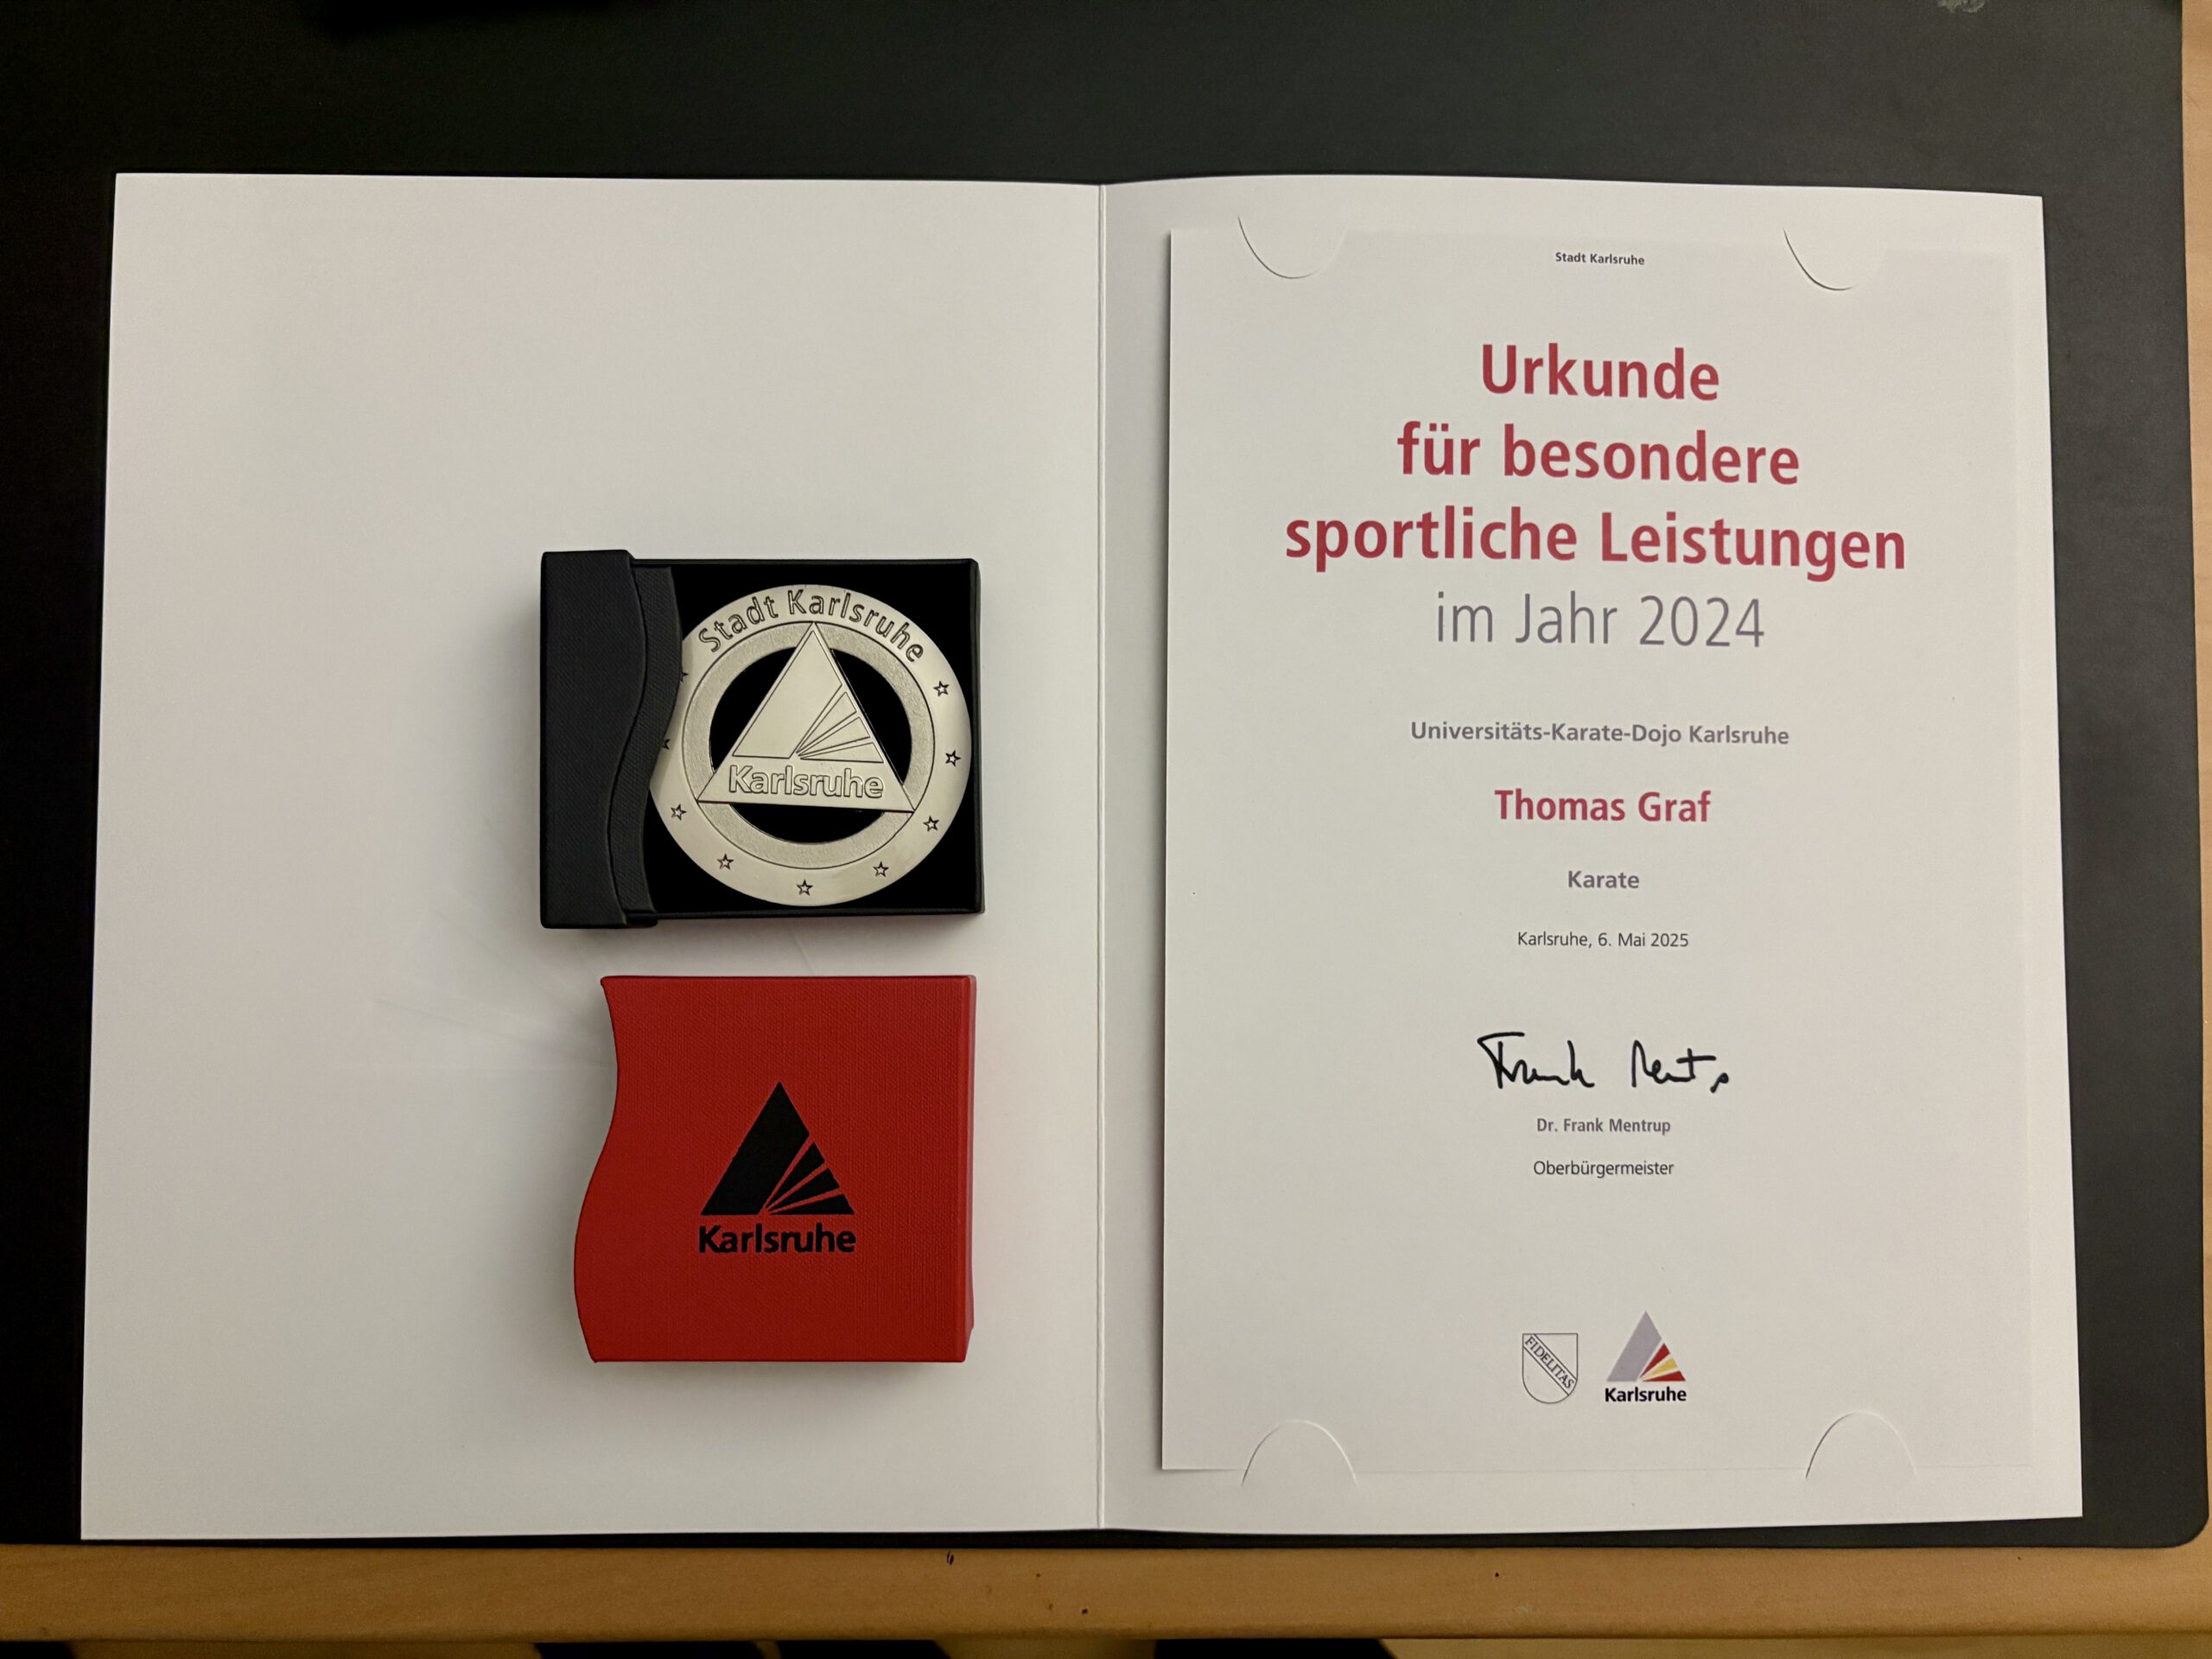 Stadt Karlsruhe
Karlsruhe
Karlsruhe
Stadt Karlsruhe
Urkunde
für besondere
sportliche Leistungen
im Jahr 2024
Universitäts-Karate-Dojo Karlsruhe
Thomas Graf
Karate
Karlsruhe, 6. Mai 2025
Frank Mentrup
Dr. Frank Mentrup
Oberbürgermeister
FIDELITAS
Karlsruhe